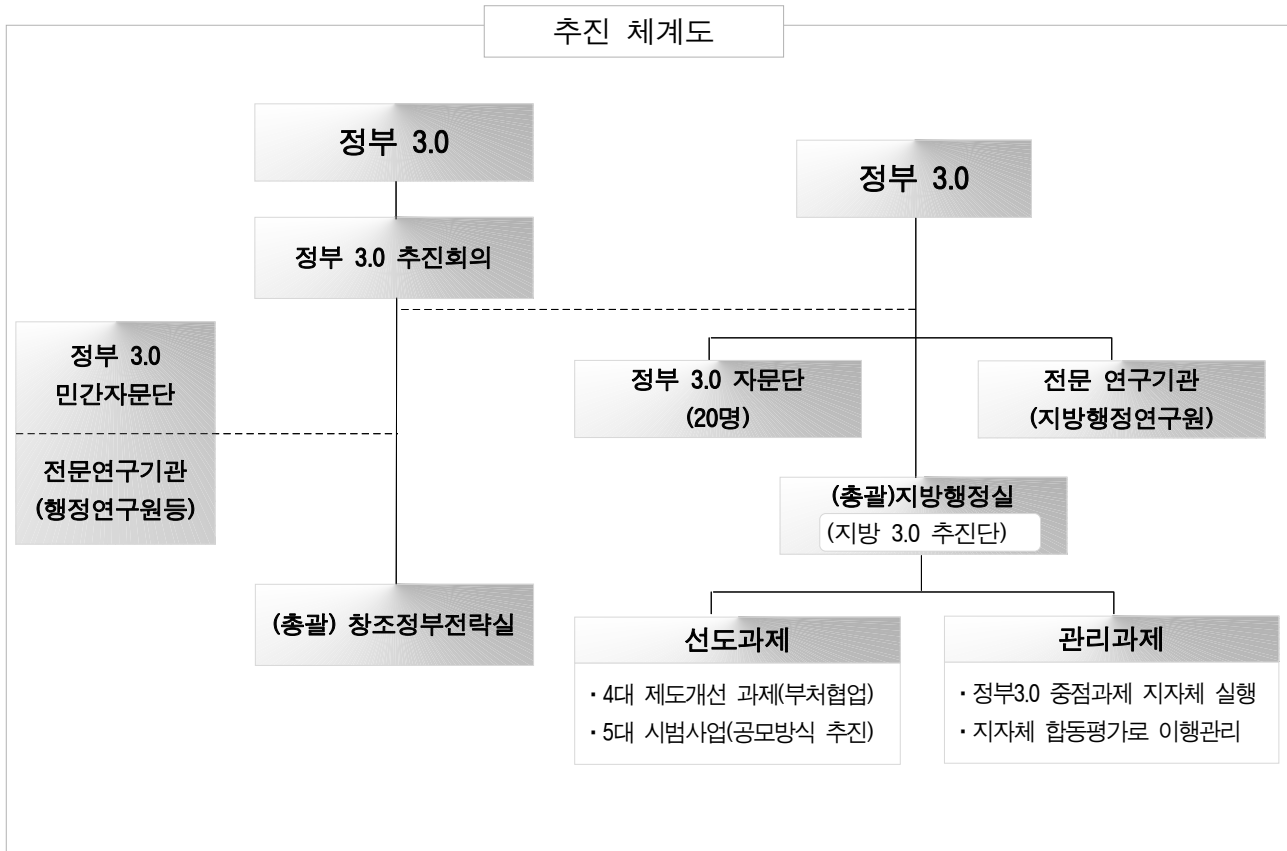 추진 체계도
정부 3.0
정부 3.0 추진회의
정부 3.0
민간자문단
전문연구기관
(행정연구원등)
(총괄) 창조정부전략실
정부 3.0
정부 3.0 자문단
(20명)
전문 연구기관
(지방행정연구원)
(총괄)지방행정실
(지방 3.0 추진단)
선도과제
· 4대 제도개선 과제(부처협업)
· 5대 시범사업(공모방식 추진)
관리과제
· 정부3.0 중점과제 지자체 실행
· 지자체 합동평가로 이행관리